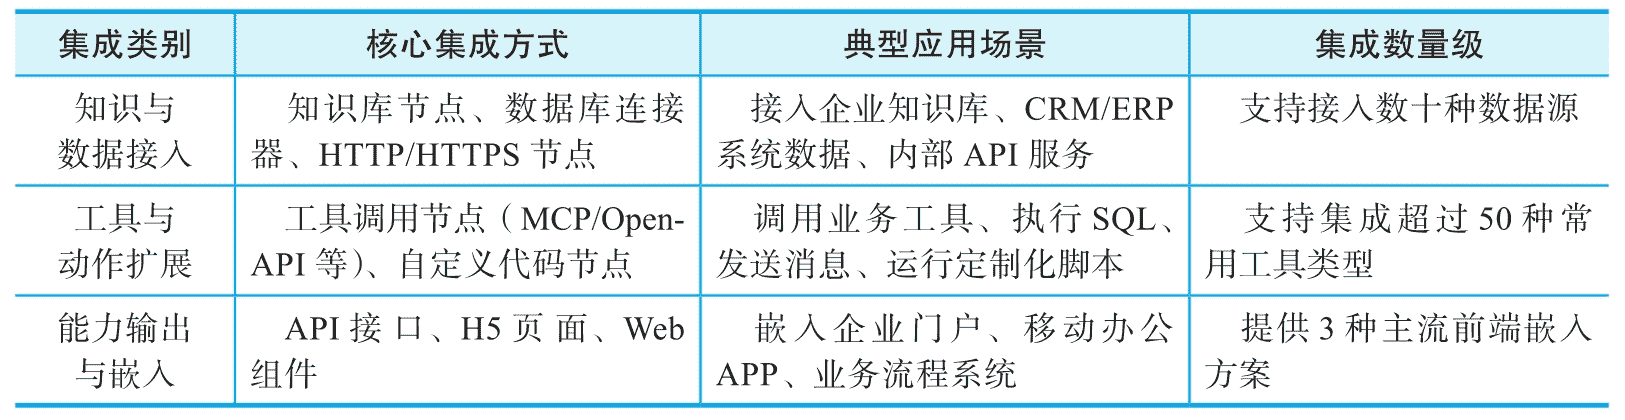 集成类别 核心集成方式 典型应用场景 集成数量级
知识与
数据接入
知识库节点、数据库连接
器、HTTP/HTTPS 节点
接入企业知识库、CRM/ERP
系统数据、内部 API 服务
支持接入数十种数据源
工具与
动作扩展
工具调用节点（MCP/Open-
API 等）、自定义代码节点
调用业务工具、执行 SQL、
发送消息、运行定制化脚本
支持集成超过 50 种常
用工具类型
能力输出
与嵌入
API 接口、H5 页面、Web
组件
嵌入企业门户、移动办公
APP、业务流程系统
提供 3 种主流前端嵌入
方案